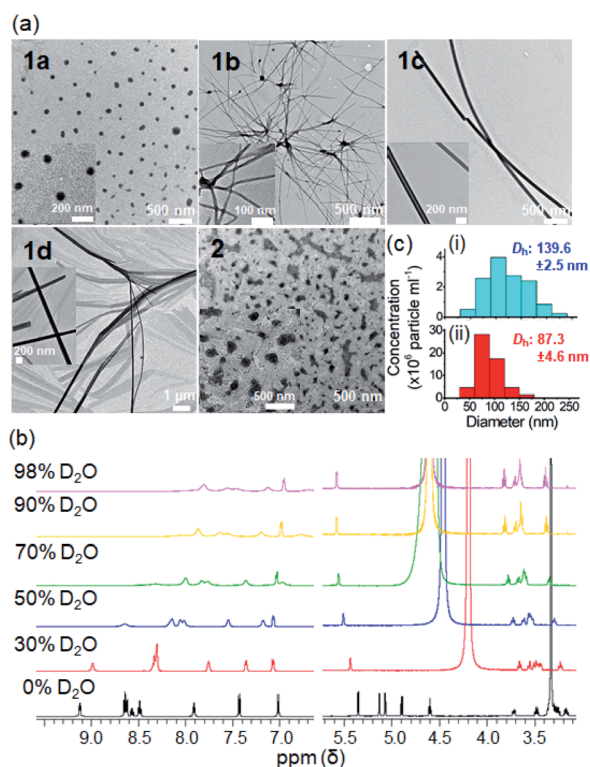 (a)
1a
200 nm
500 nm
1b
100 nm
500 nm
1c
200 nm
500 nm
1d
200 nm
1 µm
2
500 nm
500 nm
(c)
(i)
Dh: 139.6
±2.5 nm
4
2
0
(ii)
Dh: 87.3
±4.6 nm
30
20
10
0
Concentration
(x10⁶ particle ml⁻¹)
0 50 100 150 200 250
Diameter (nm)
(b)
98% D₂O
90% D₂O
70% D₂O
50% D₂O
30% D₂O
0% D₂O
9.0 8.5 8.0 7.5 7.0 5.5 5.0 4.5 4.0 3.5
ppm (δ)